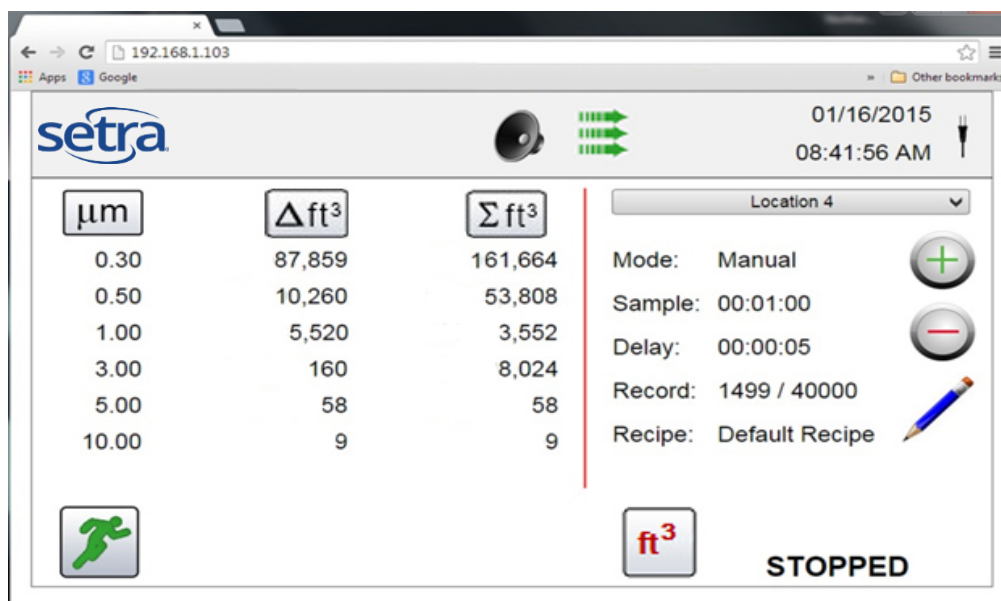 192.168.1.103
Apps Google » Other bookmarks
setra
01/16/2015
08:41:56 AM
µm Δft³ Σft³
0.30 87,859 161,664
0.50 10,260 53,808
1.00 5,520 3,552
3.00 160 8,024
5.00 58 58
10.00 9 9
Location 4
Mode: Manual
Sample: 00:01:00
Delay: 00:00:05
Record: 1499 / 40000
Recipe: Default Recipe
ft³
STOPPED